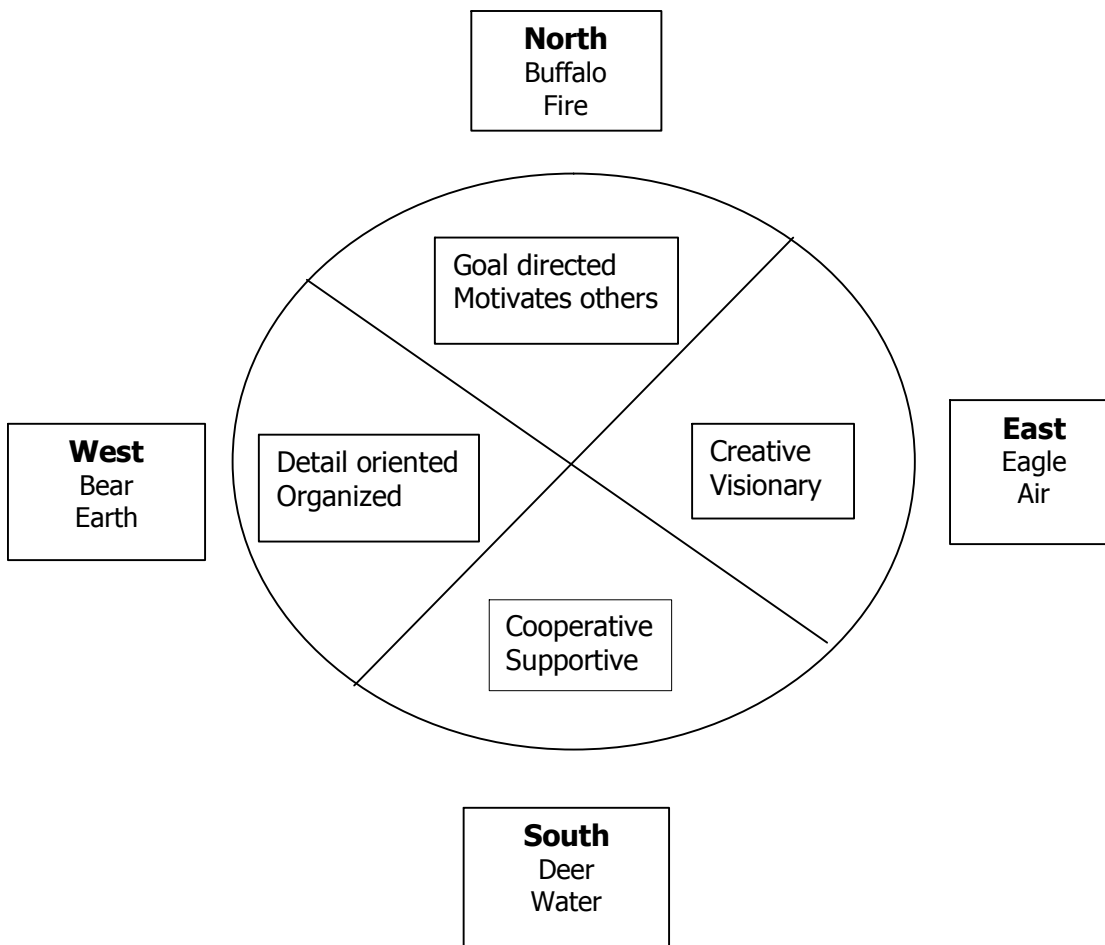 North
Buffalo
Fire
Goal directed
Motivates others
West
Bear
Earth
Detail oriented
Organized
Creative
Visionary
East
Eagle
Air
Cooperative
Supportive
South
Deer
Water